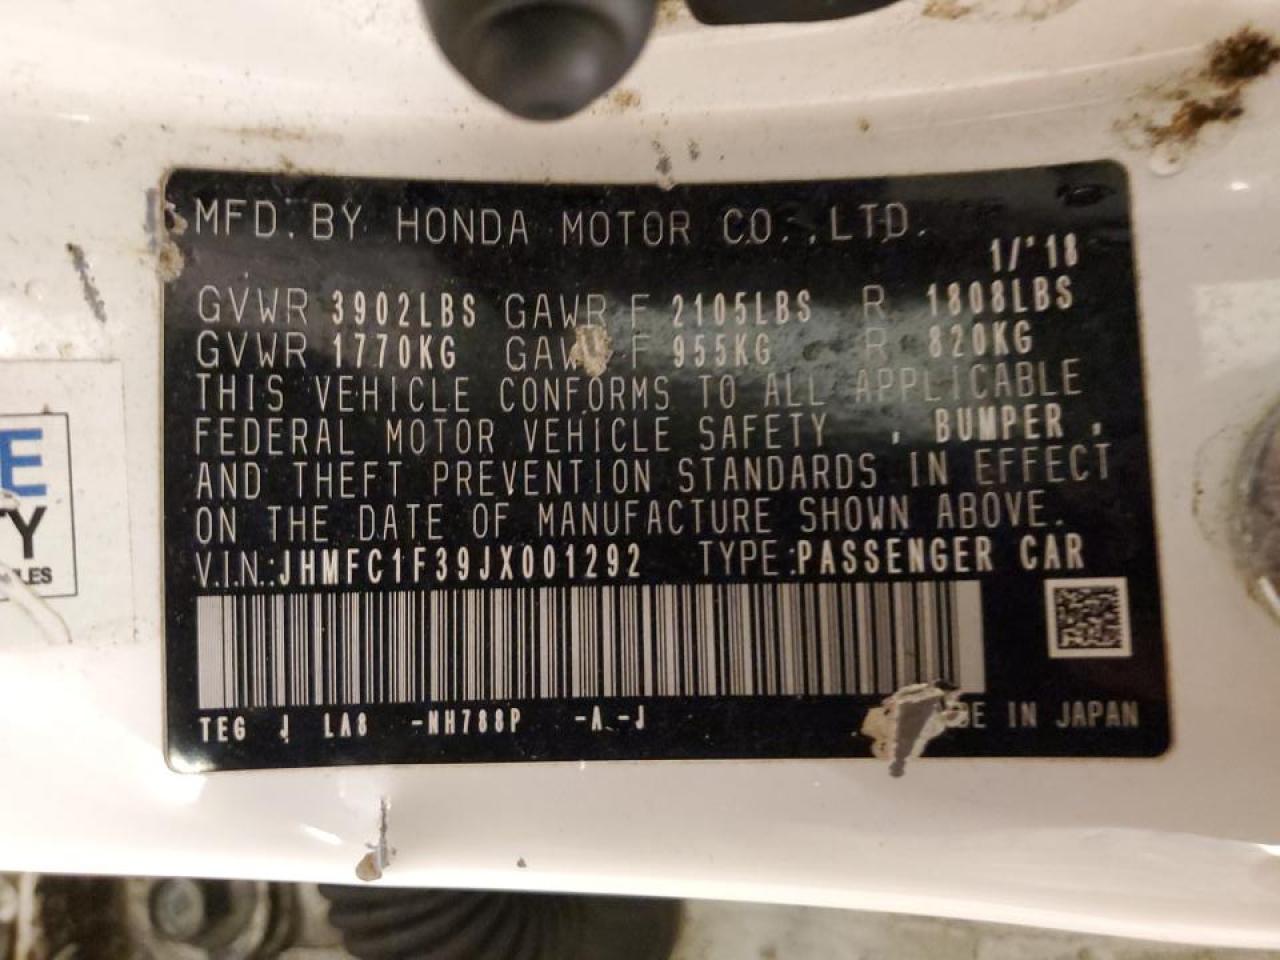 MFD. BY HONDA MOTOR CO., LTD.
1/'18
GVWR 3902LBS GAWR F 2105LBS R 1808LBS
GVWR 1770KG F 955KG R 820KG
THIS VEHICLE CONFORMS TO ALL APPLICABLE
FEDERAL MOTOR VEHICLE SAFETY , BUMPER ,
AND THEFT PREVENTION STANDARDS IN EFFECT
ON THE DATE OF MANUFACTURE SHOWN ABOVE.
V.I.N.: JHMFC1F39JX001292 TYPE: PASSENGER CAR
TEG J LA8 -NH788P -A -J
IN JAPAN
E
Y